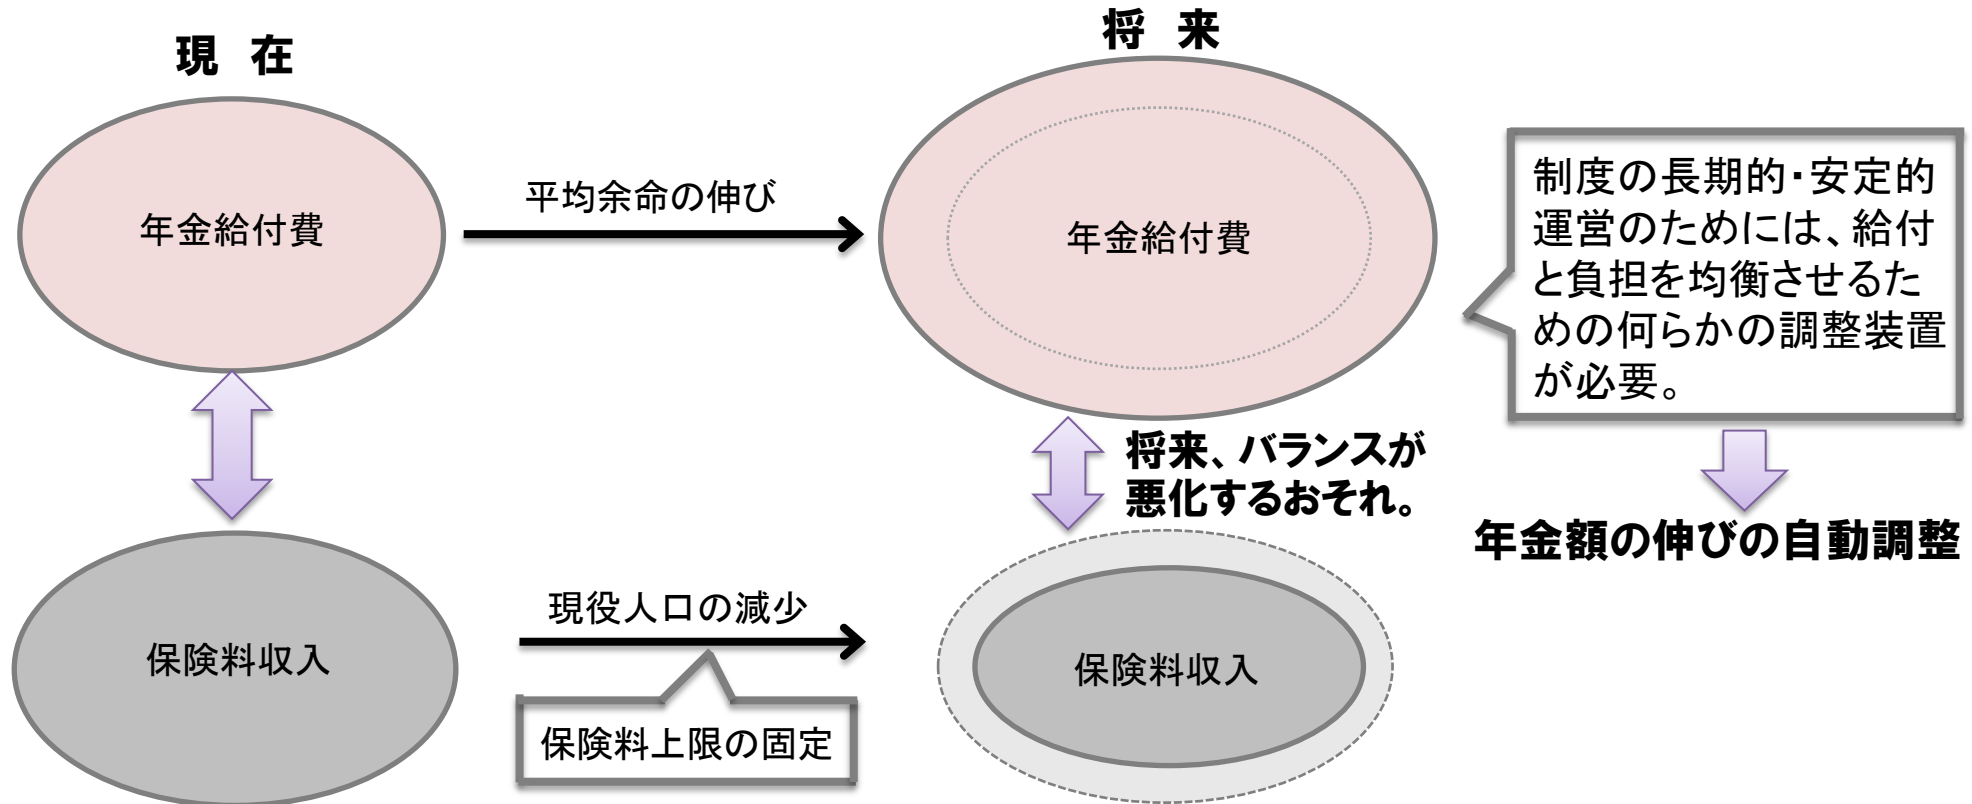 現 在
将 来
年金給付費
平均余命の伸び
年金給付費
制度の長期的・安定的
運営のためには、給付
と負担を均衡させるた
めの何らかの調整装置
が必要。
将来、バランスが
悪化するおそれ。
年金額の伸びの自動調整
保険料収入
現役人口の減少
保険料上限の固定
保険料収入